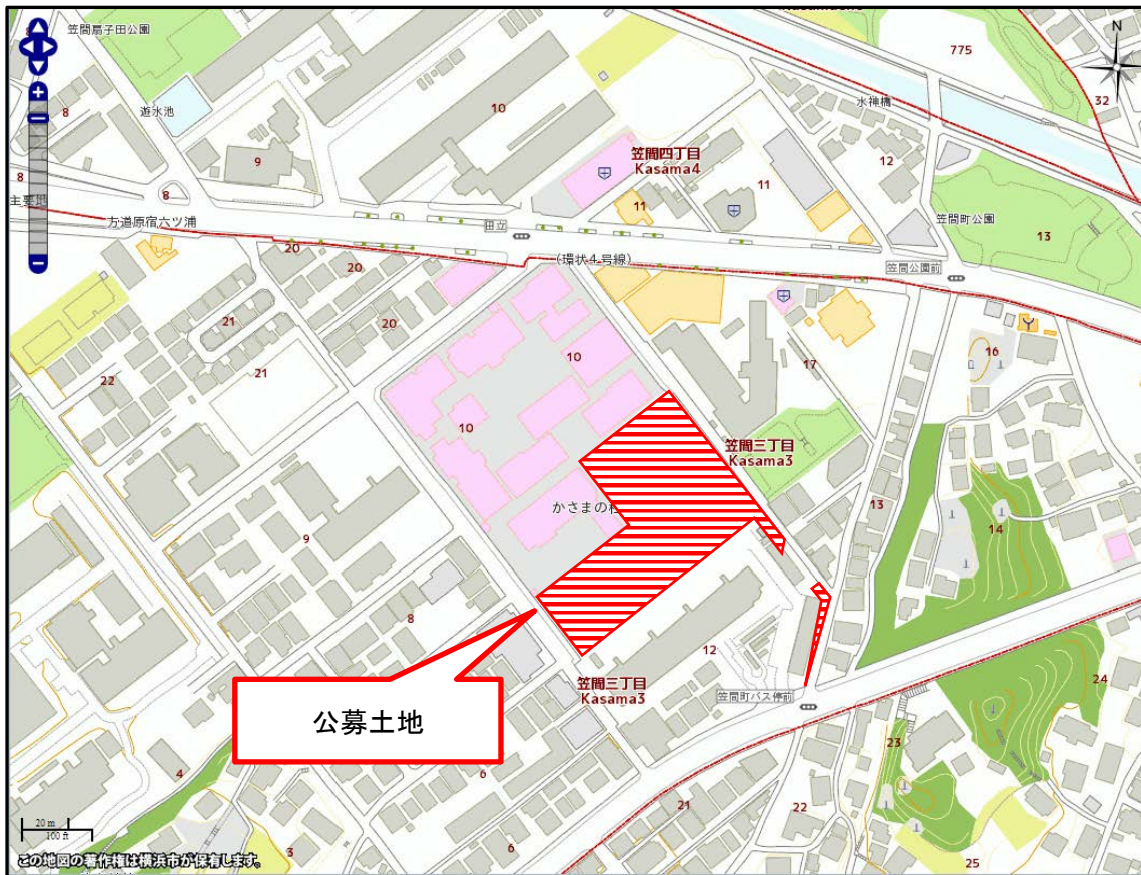 笠間扇子田公園
775
N
32
8
遊水池
10
水神橋
9
12
笠間四丁目
Kasama4
11
11
8
8
主要地
方道原宿六ツ浦
田立
笠間町公園
13
(環状4号線)
笠間公園前
20
20
20
21
21
22
10
10
17
16
笠間三丁目
Kasama3
かさまの杜
13
14
9
8
12
笠間三丁目
Kasama3
笠間町バス停前
24
公募土地
23
4
6
21
22
6
3
25
20 m
100 ft
この地図の著作権は横浜市が保有します。